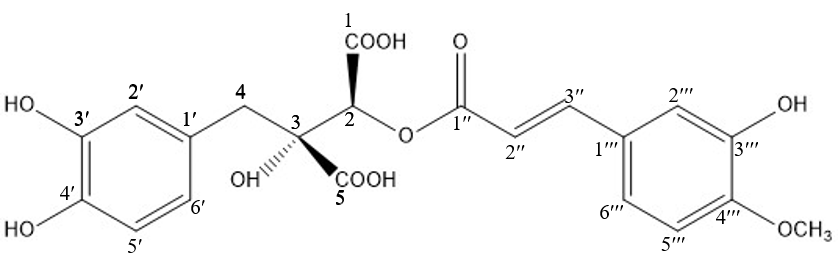 1
COOH
O
HO
2′
4
3″
2‴
OH
3′
1′
3
2
O
1″
2″
1‴
3‴
4′
6′
OH
COOH
5
6‴
4‴
HO
5′
5‴
OCH3